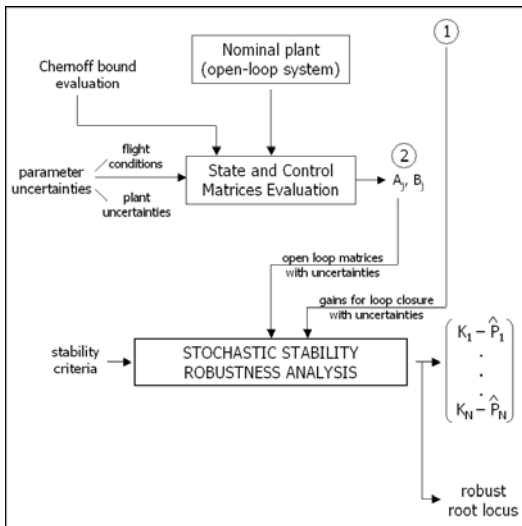 Nominal plant
(open-loop system)
1
Chernoff bound
evaluation
flight
conditions
parameter
uncertainties
plant
uncertainties
State and Control
Matrices Evaluation
2
Aj, Bj
open loop matrices
with uncertainties
gains for loop closure
with uncertainties
stability
criteria
STOCHASTIC STABILITY
ROBUSTNESS ANALYSIS
K1 – P̂1
.
.
.
KN – P̂N
robust
root locus